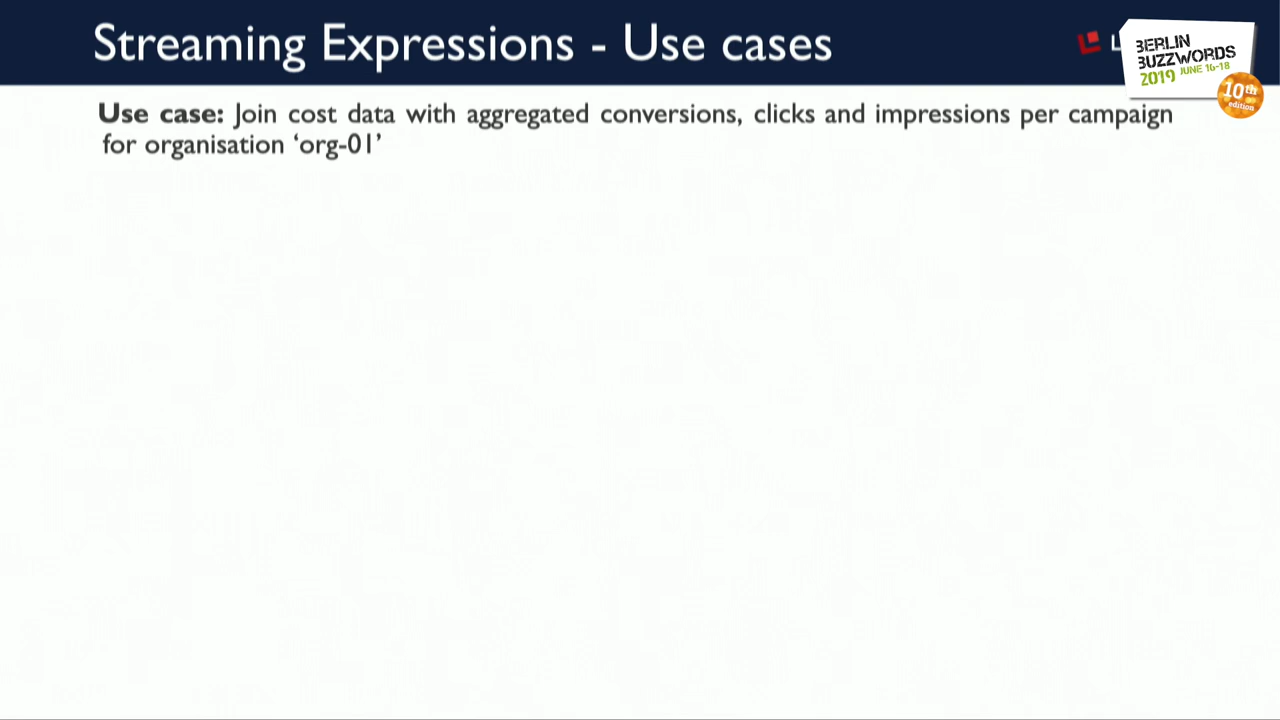 Streaming Expressions - Use cases
BERLIN
BUZZWORDS
2019 JUNE 16-18
10th
edition
Use case: Join cost data with aggregated conversions, clicks and impressions per campaign
for organisation ‘org-01’